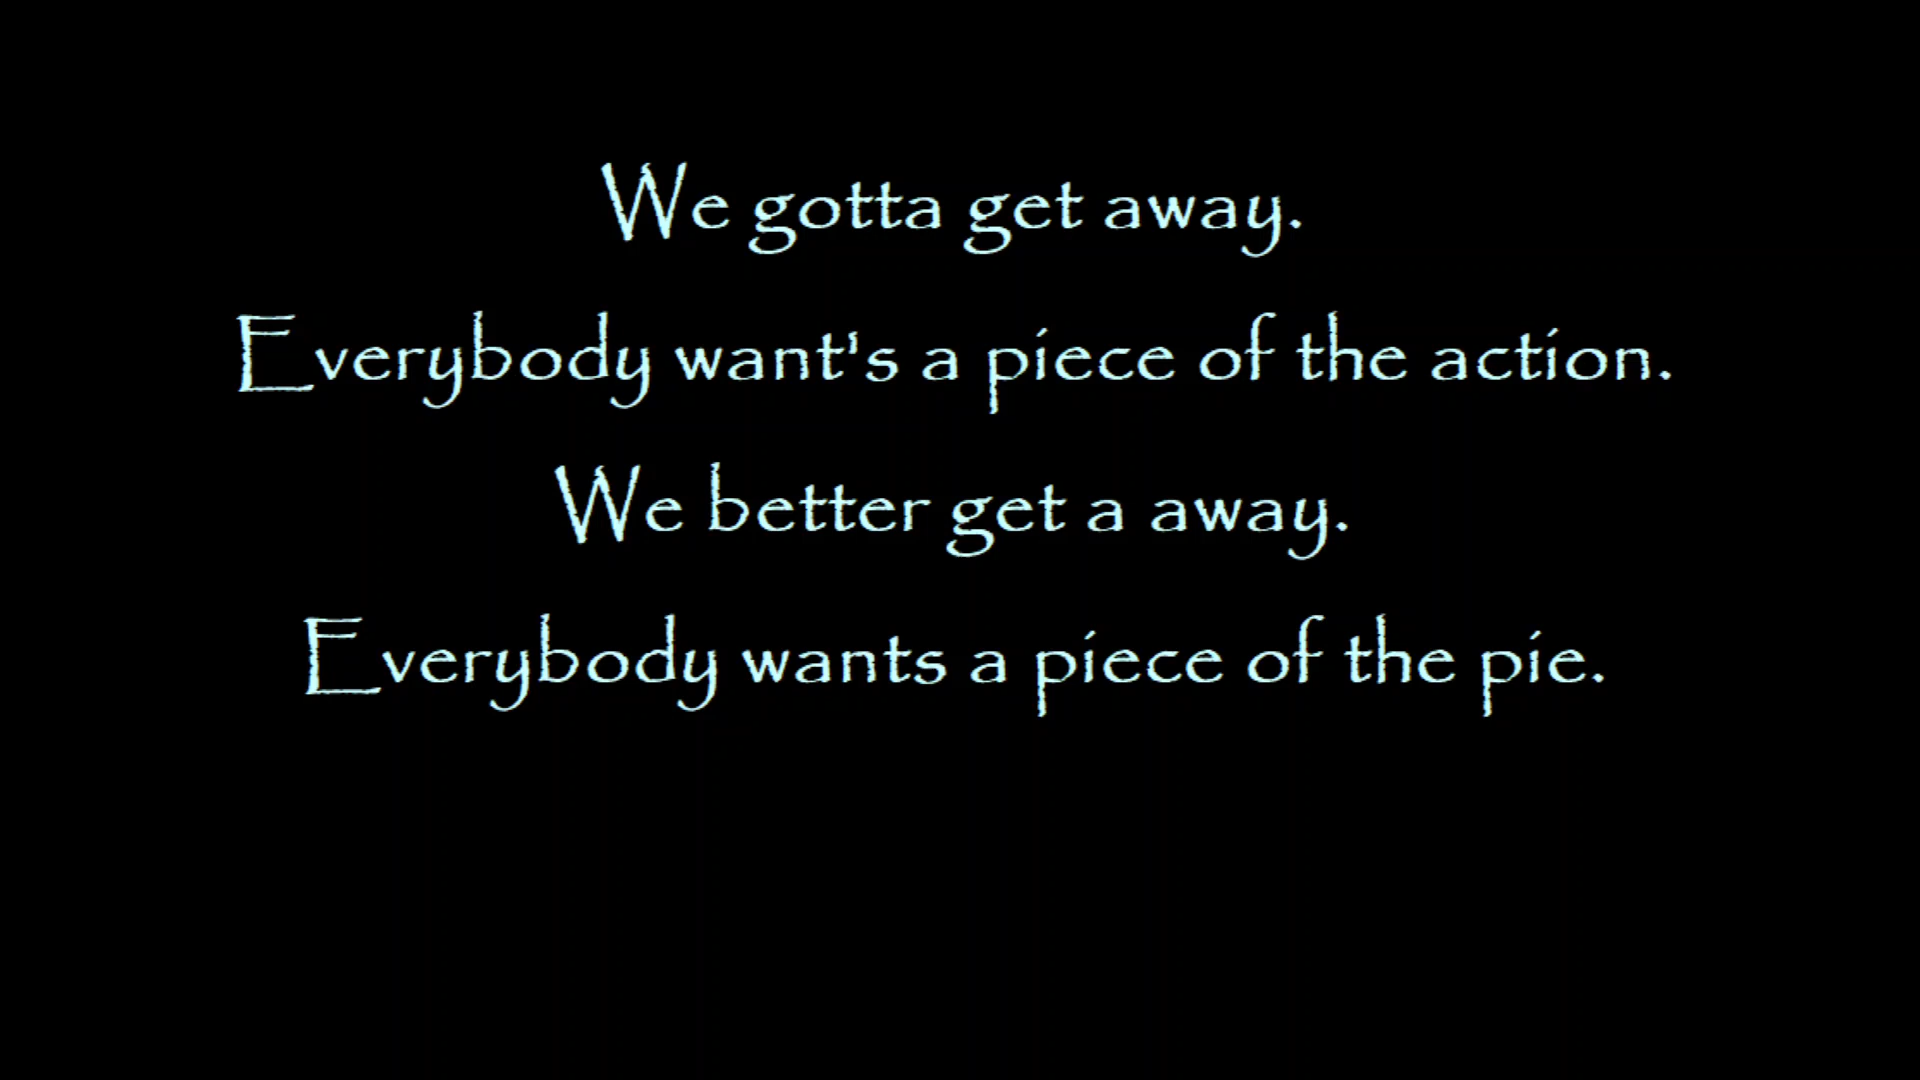 We gotta get away.
Everybody want's a piece of the action.
We better get a away.
Everybody wants a piece of the pie.